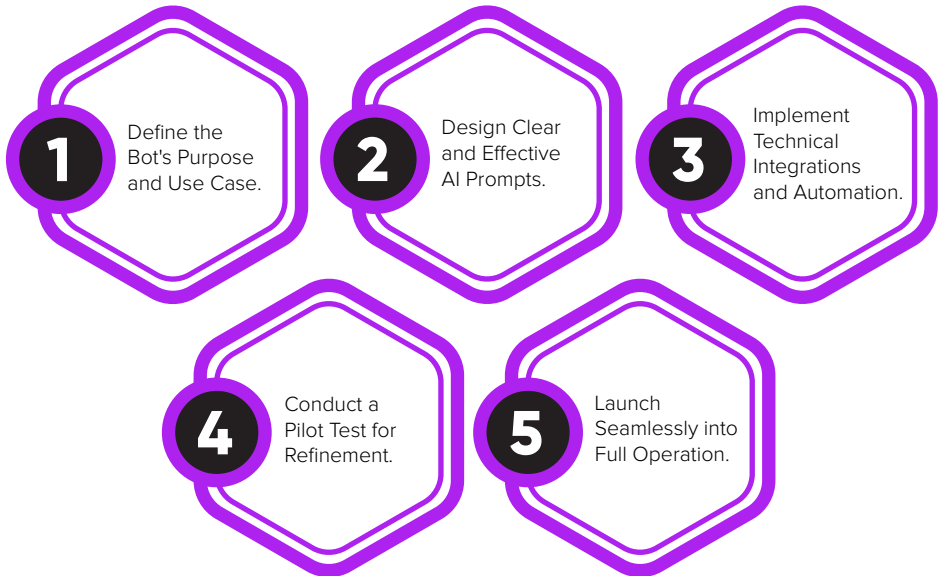 1
Define the
Bot's Purpose
and Use Case.
2
Design Clear
and Effective
AI Prompts.
3
Implement
Technical
Integrations
and Automation.
4
Conduct a
Pilot Test for
Refinement.
5
Launch
Seamlessly into
Full Operation.